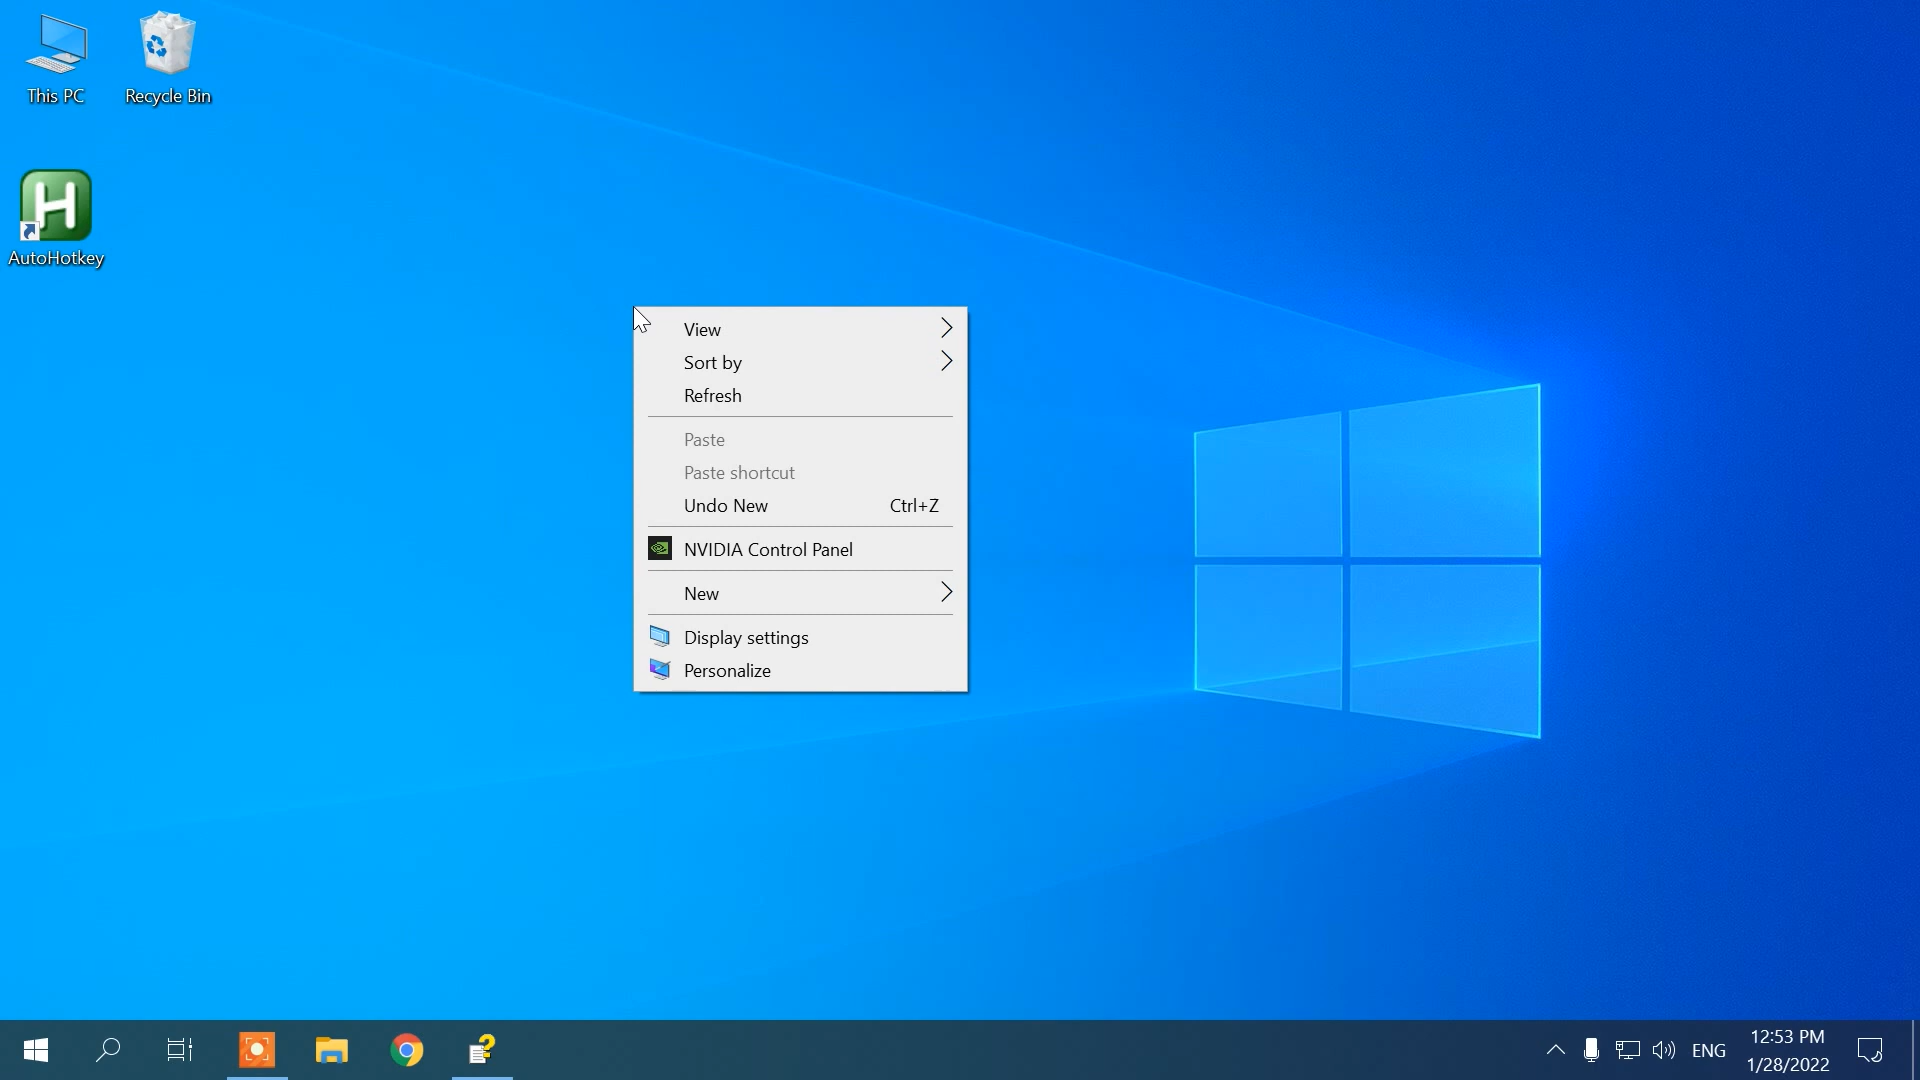 This PC
Recycle Bin
AutoHotkey
View
Sort by
Refresh
Paste
Paste shortcut
Undo New Ctrl+Z
NVIDIA Control Panel
New
Display settings
Personalize
ENG
12:53 PM
1/28/2022